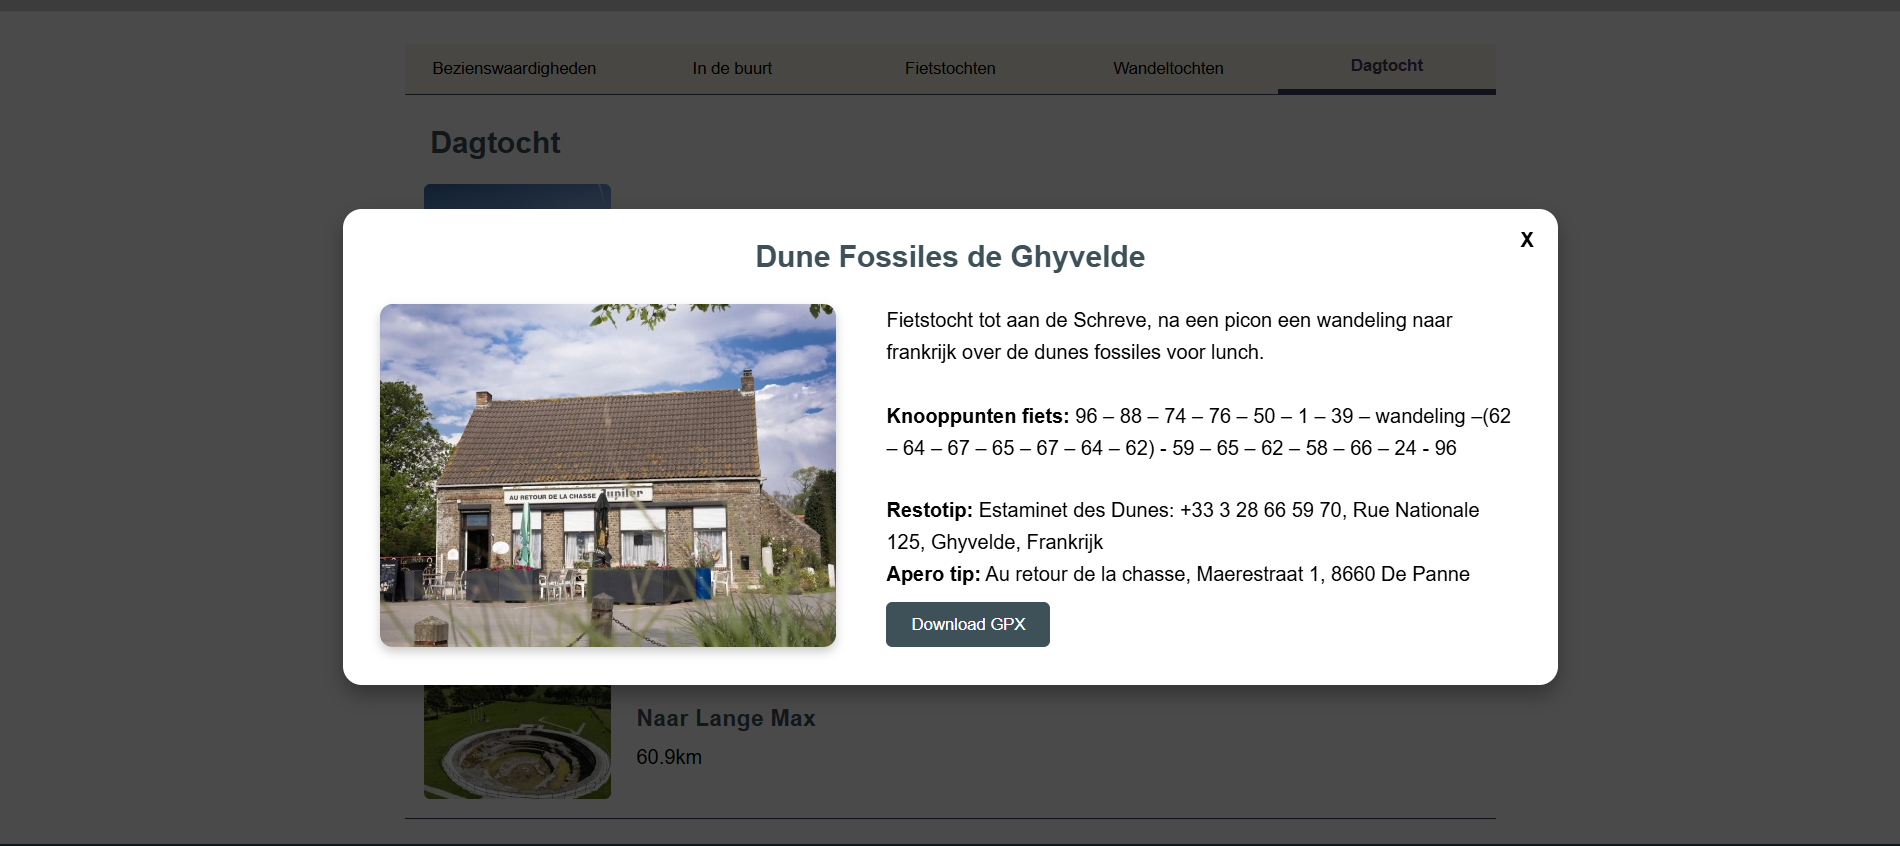 Bezienswaardigheden
In de buurt
Fietstochten
Wandeltochten
Dagtocht
Dagtocht
X
Dune Fossiles de Ghyvelde
AU RETOUR DE LA CHASSE Jupiler
Fietstocht tot aan de Schreve, na een picon een wandeling naar
frankrijk over de dunes fossiles voor lunch.
Knooppunten fiets: 96 – 88 – 74 – 76 – 50 – 1 – 39 – wandeling –(62
– 64 – 67 – 65 – 67 – 64 – 62) - 59 – 65 – 62 – 58 – 66 – 24 - 96
Restotip: Estaminet des Dunes: +33 3 28 66 59 70, Rue Nationale
125, Ghyvelde, Frankrijk
Apero tip: Au retour de la chasse, Maerestraat 1, 8660 De Panne
Download GPX
Naar Lange Max
60.9km